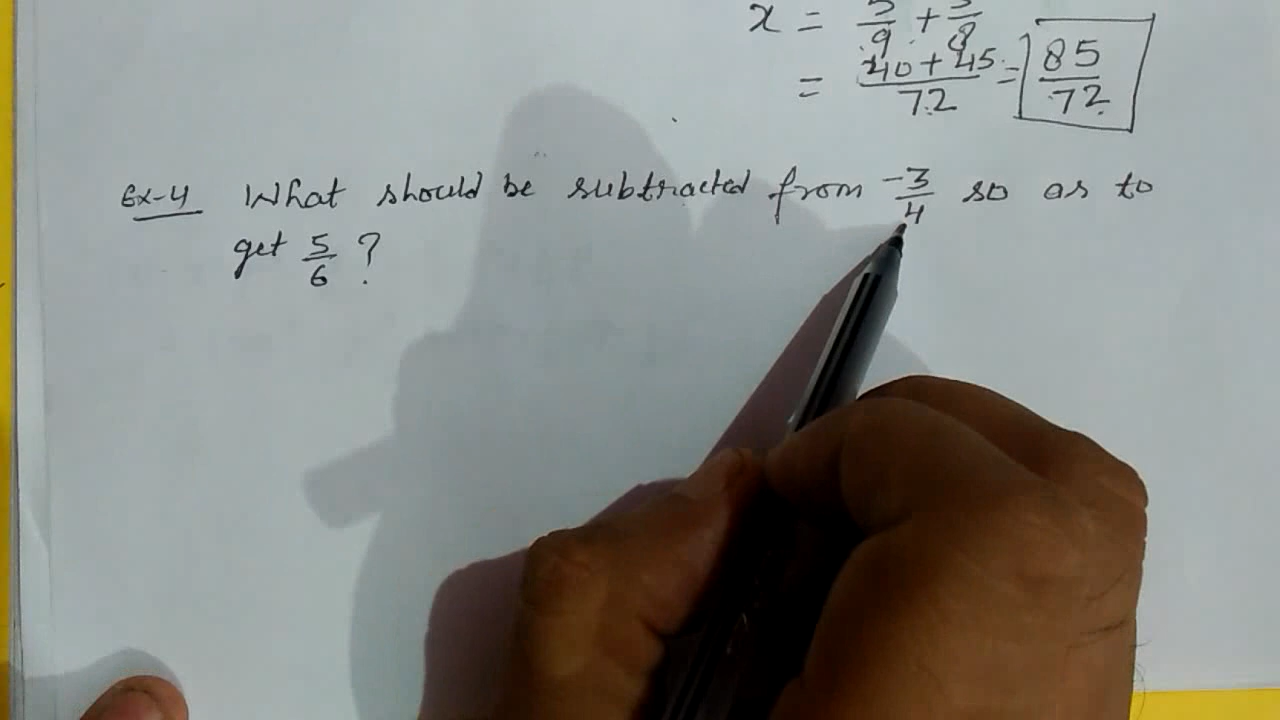 x = 5/9 + 5/8
= 40+45/72 = 85/72
Ex-4 What should be subtracted from -3/4 so as to
get 5/6 ?